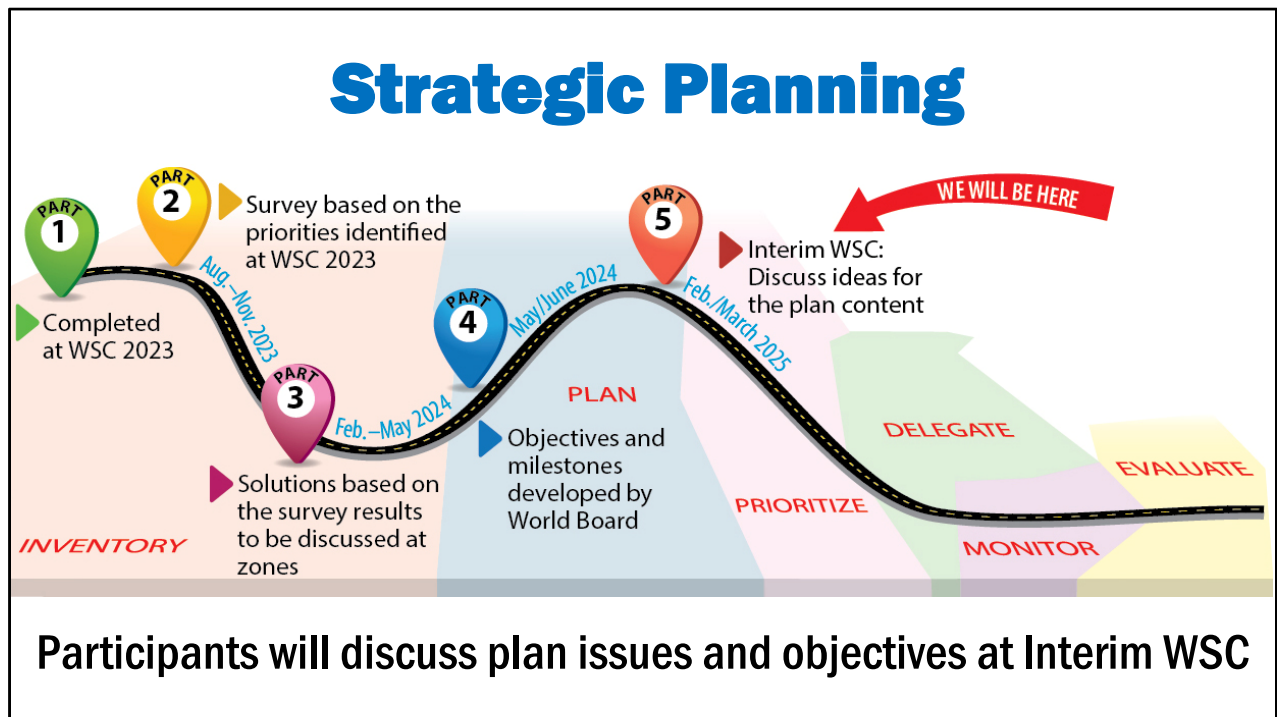 Strategic Planning
PART
1
Completed
at WSC 2023
PART
2
Survey based on the
priorities identified
at WSC 2023
Aug.–Nov. 2023
PART
3
Solutions based on
the survey results
to be discussed at
zones
Feb.–May 2024
PART
4
Objectives and
milestones
developed by
World Board
May/June 2024
PART
5
Interim WSC:
Discuss ideas for
the plan content
WE WILL BE HERE
Feb./March 2025
INVENTORY
PLAN
PRIORITIZE
DELEGATE
MONITOR
EVALUATE
Participants will discuss plan issues and objectives at Interim WSC